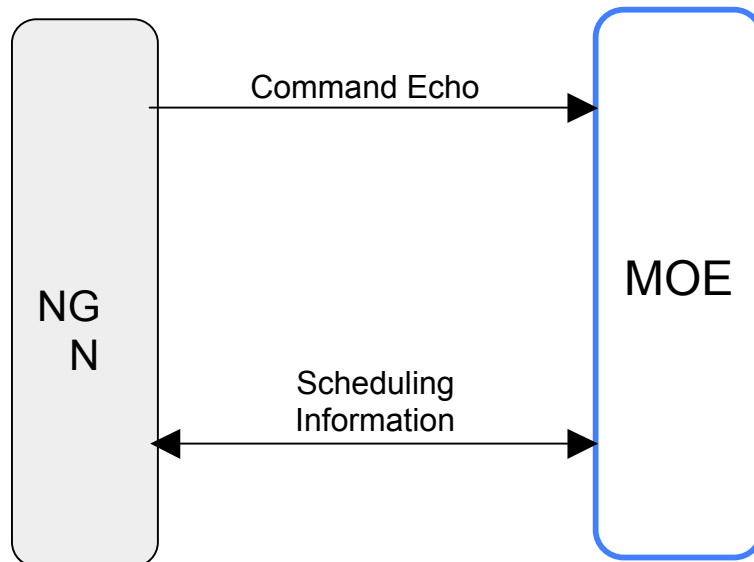 Command Echo
NG
N
MOE
Scheduling
Information